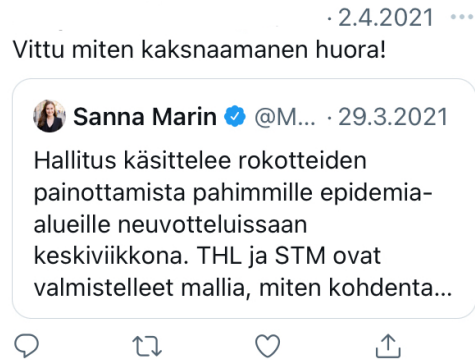 · 2.4.2021 ...
Vittu miten kaksnaamanen huora!
Sanna Marin @M... · 29.3.2021
Hallitus käsittelee rokotteiden
painottamista pahimmille epidemia-
alueille neuvotteluissaan
keskiviikkona. THL ja STM ovat
valmistelleet mallia, miten kohdenta...